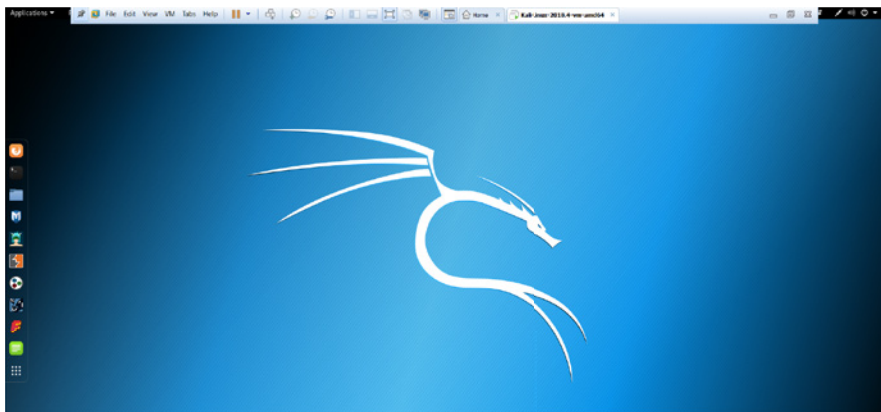 Applications
File Edit View VM Tabs Help
Home
Kali-Linux-2018.4-vm-amd64